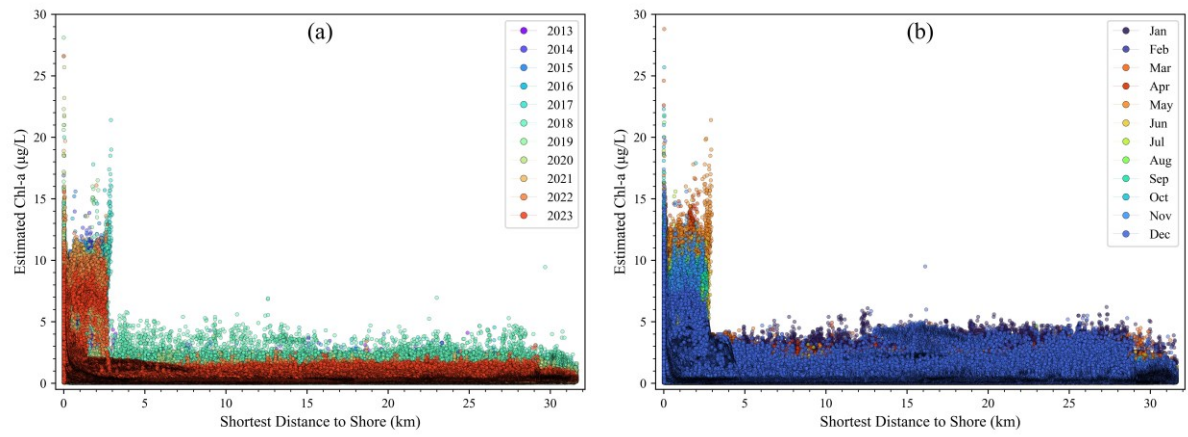 (a)
30
25
20
15
10
5
0
Estimated Chl-a (µg/L)
0 5 10 15 20 25 30
Shortest Distance to Shore (km)
2013
2014
2015
2016
2017
2018
2019
2020
2021
2022
2023
(b)
30
25
20
15
10
5
0
Estimated Chl-a (µg/L)
0 5 10 15 20 25 30
Shortest Distance to Shore (km)
Jan
Feb
Mar
Apr
May
Jun
Jul
Aug
Sep
Oct
Nov
Dec